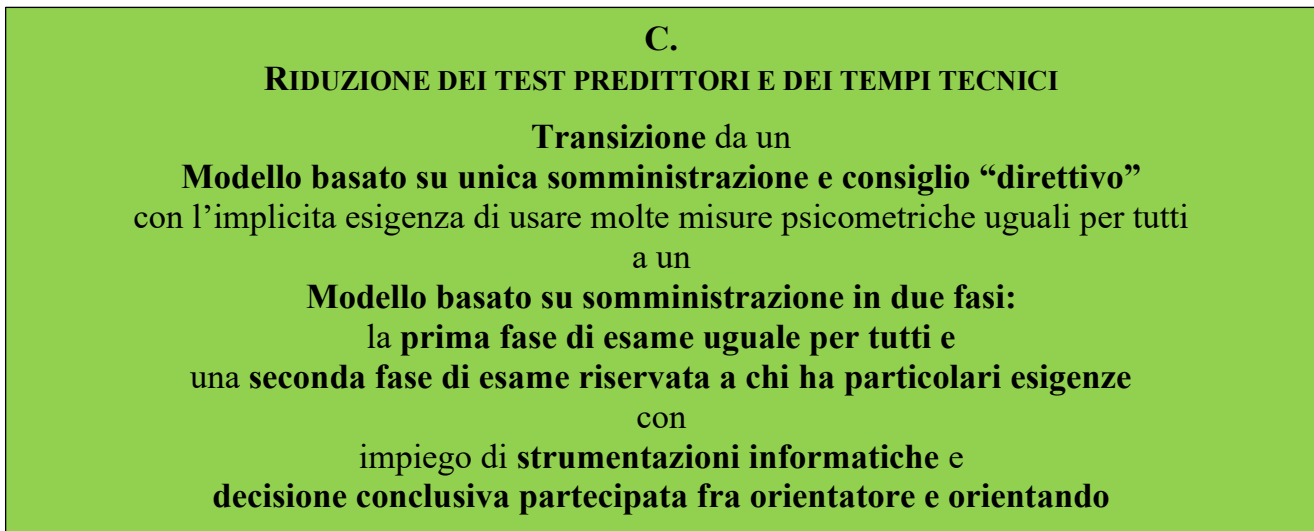 C.
RIDUZIONE DEI TEST PREDITTORI E DEI TEMPI TECNICI
Transizione da un
Modello basato su unica somministrazione e consiglio “direttivo”
con l’implicita esigenza di usare molte misure psicometriche uguali per tutti
a un
Modello basato su somministrazione in due fasi:
la prima fase di esame uguale per tutti e
una seconda fase di esame riservata a chi ha particolari esigenze
con
impiego di strumentazioni informatiche e
decisione conclusiva partecipata fra orientatore e orientando